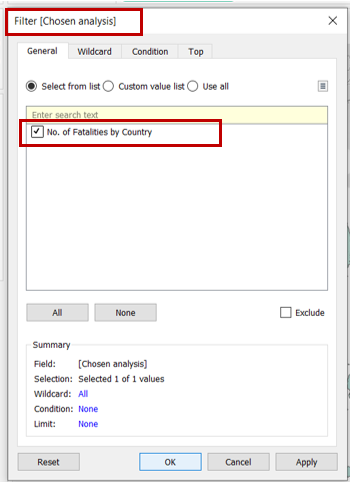 Filter [Chosen analysis]
General Wildcard Condition Top
Select from list Custom value list Use all
Enter search text
No. of Fatalities by Country
All None Exclude
Summary
Field: [Chosen analysis]
Selection: Selected 1 of 1 values
Wildcard: All
Condition: None
Limit: None
Reset OK Cancel Apply